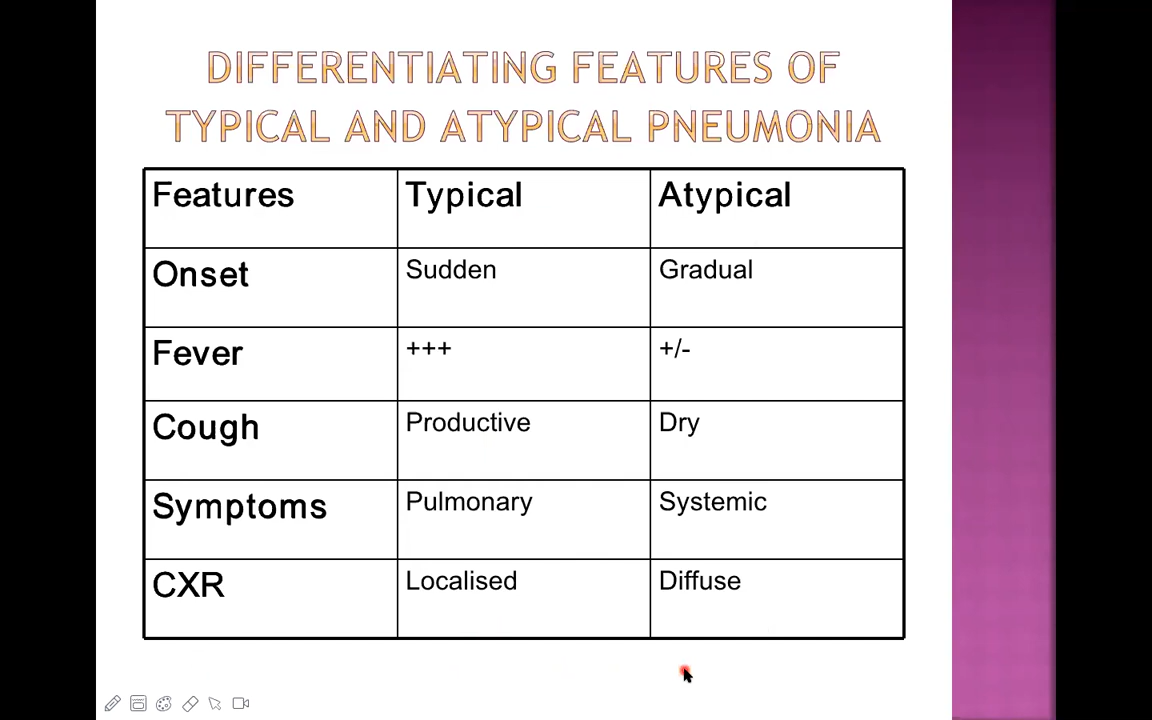 DIFFERENTIATING FEATURES OF
TYPICAL AND ATYPICAL PNEUMONIA
Features Typical Atypical
Onset Sudden Gradual
Fever +++ +/-
Cough Productive Dry
Symptoms Pulmonary Systemic
CXR Localised Diffuse